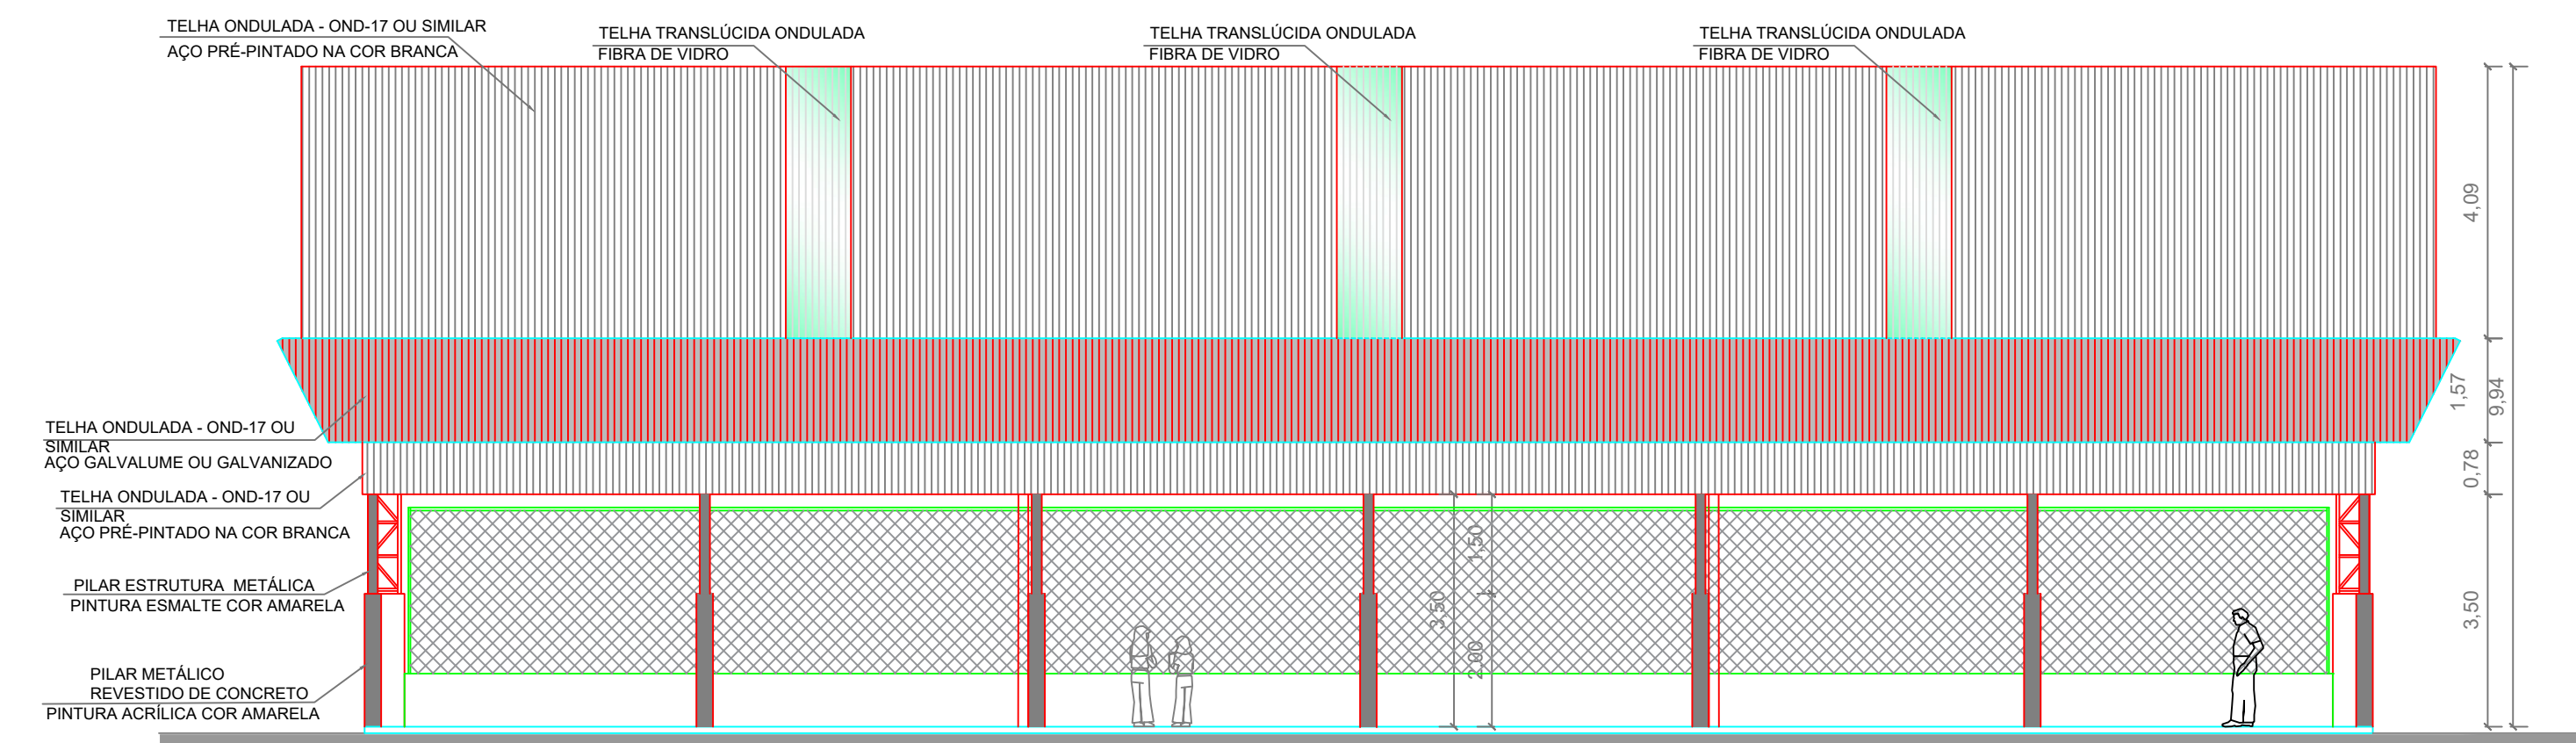 TELHA ONDULADA - OND-17 OU SIMILAR
AÇO PRÉ-PINTADO NA COR BRANCA
TELHA TRANSLÚCIDA ONDULADA
FIBRA DE VIDRO
TELHA TRANSLÚCIDA ONDULADA
FIBRA DE VIDRO
TELHA TRANSLÚCIDA ONDULADA
FIBRA DE VIDRO
4,09
1,57
9,94
TELHA ONDULADA - OND-17 OU
SIMILAR
AÇO GALVALUME OU GALVANIZADO
0,78
TELHA ONDULADA - OND-17 OU
SIMILAR
AÇO PRÉ-PINTADO NA COR BRANCA
1,50
3,50
2,00
3,50
PILAR ESTRUTURA METÁLICA
PINTURA ESMALTE COR AMARELA
PILAR METÁLICO
REVESTIDO DE CONCRETO
PINTURA ACRÍLICA COR AMARELA